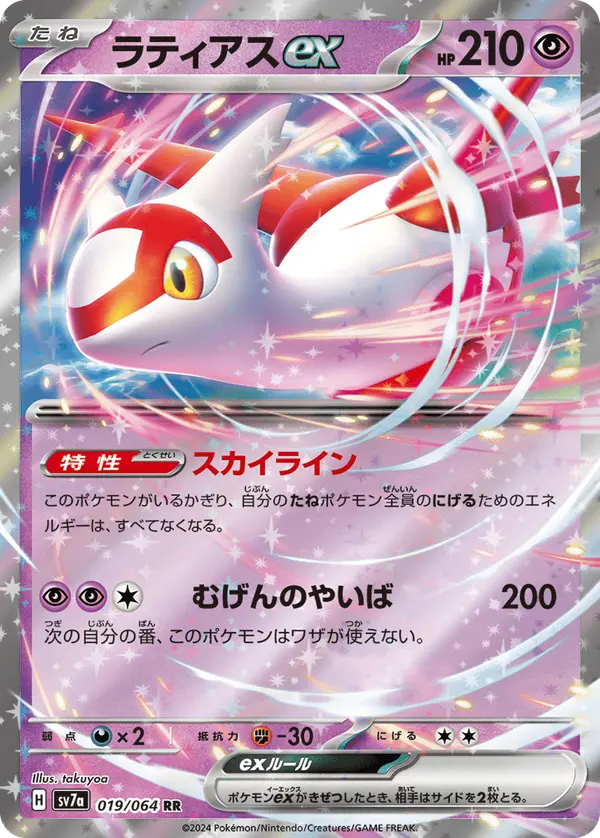 たね ラティアスex HP 210
特性 とくせい スカイライン
このポケモンがいるかぎり、自分のたねポケモン全員のにげるためのエネ
ルギーは、すべてなくなる。
むげんのやいば 200
次の自分の番、このポケモンはワザが使えない。
弱点 ×2 抵抗力 -30 にげる
Illus. takuyoa
exルール
ポケモンexがきぜつしたとき、相手はサイドを2枚とる。
H sv7a 019/064 RR
©2024 Pokémon/Nintendo/Creatures/GAME FREAK.